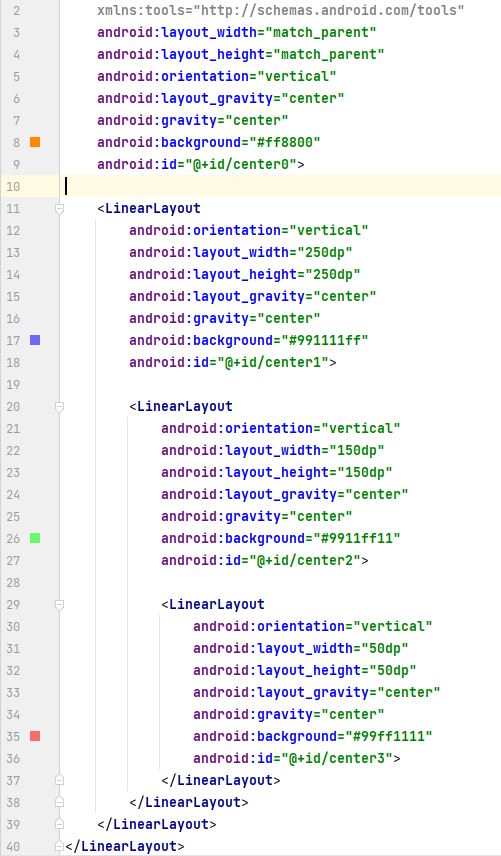 2 xmlns:tools="http://schemas.android.com/tools"
3 android:layout_width="match_parent"
4 android:layout_height="match_parent"
5 android:orientation="vertical"
6 android:layout_gravity="center"
7 android:gravity="center"
8 android:background="#ff8800"
9 android:id="@+id/center0">
10
11 <LinearLayout
12 android:orientation="vertical"
13 android:layout_width="250dp"
14 android:layout_height="250dp"
15 android:layout_gravity="center"
16 android:gravity="center"
17 android:background="#991111ff"
18 android:id="@+id/center1">
19
20 <LinearLayout
21 android:orientation="vertical"
22 android:layout_width="150dp"
23 android:layout_height="150dp"
24 android:layout_gravity="center"
25 android:gravity="center"
26 android:background="#9911ff11"
27 android:id="@+id/center2">
28
29 <LinearLayout
30 android:orientation="vertical"
31 android:layout_width="50dp"
32 android:layout_height="50dp"
33 android:layout_gravity="center"
34 android:gravity="center"
35 android:background="#99ff1111"
36 android:id="@+id/center3">
37 </LinearLayout>
38 </LinearLayout>
39 </LinearLayout>
40 </LinearLayout>